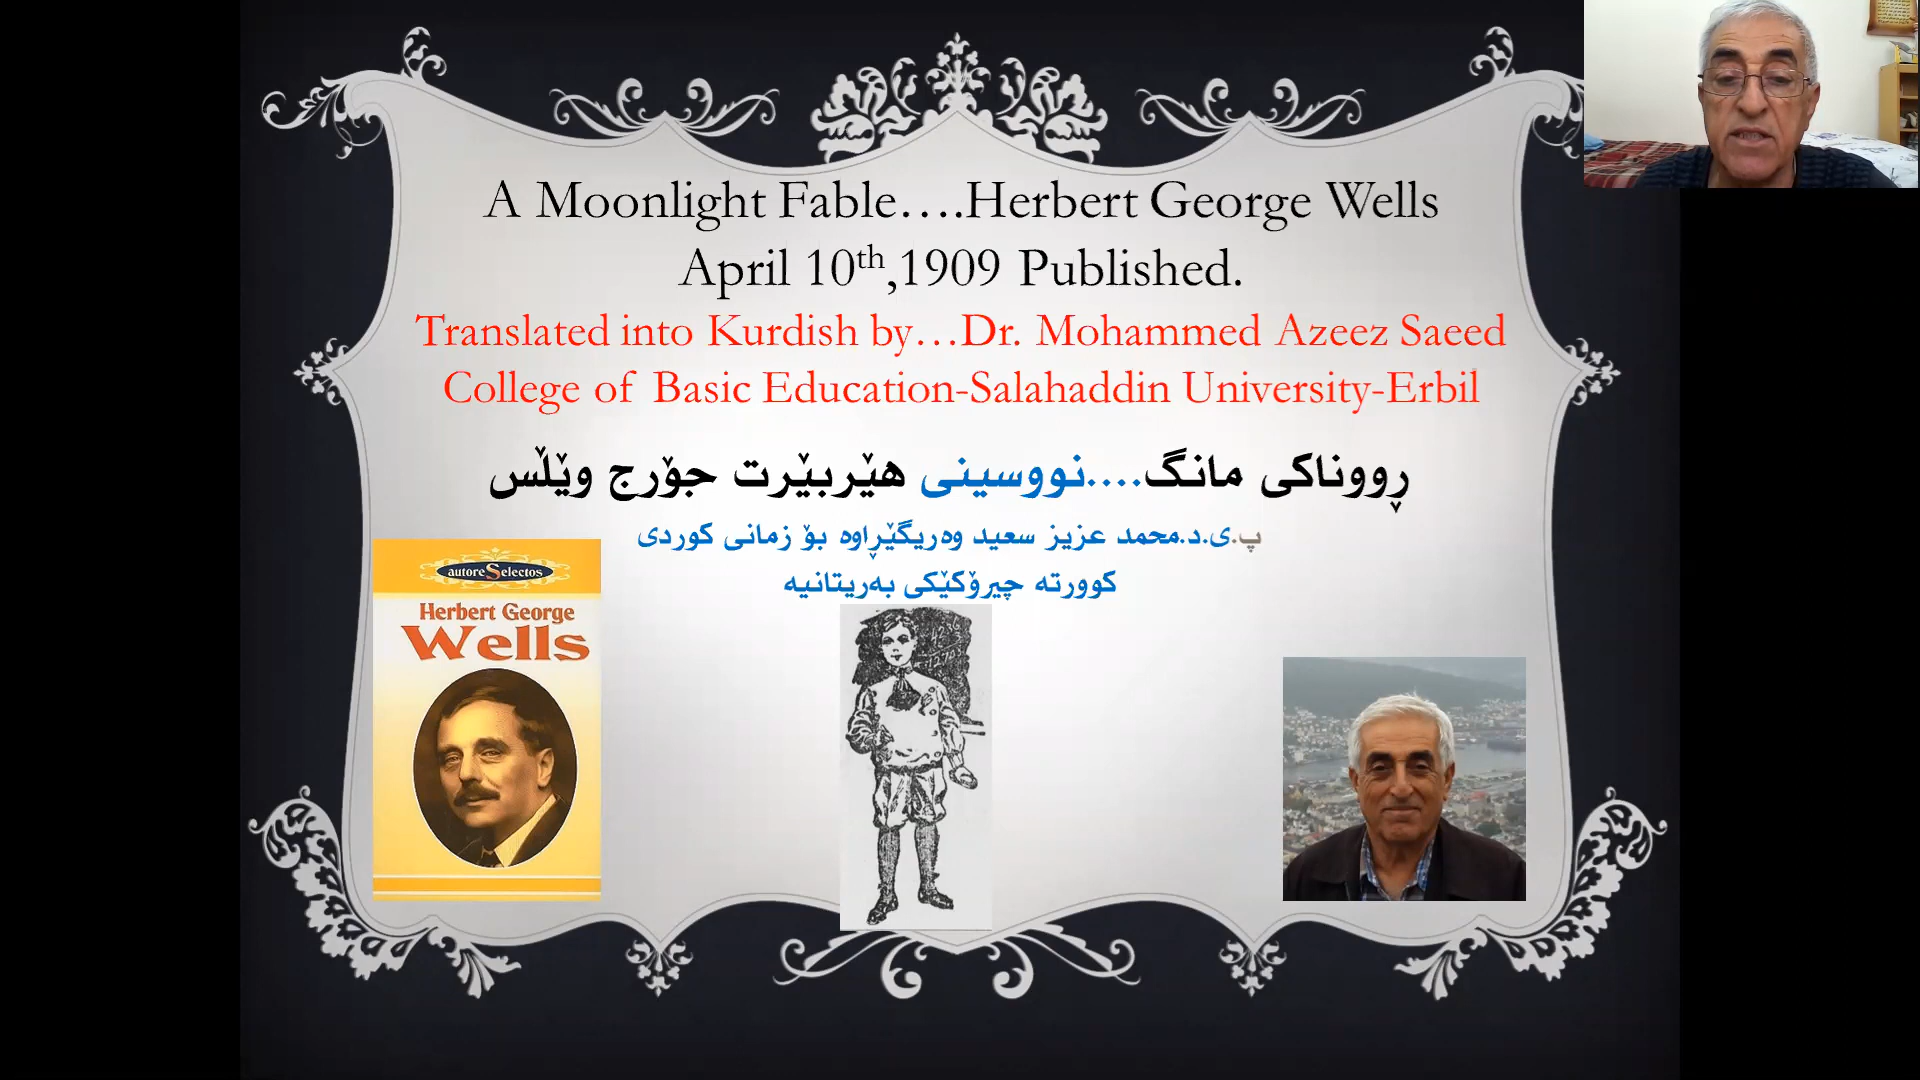 A Moonlight Fable….Herbert George Wells
April 10th,1909 Published.
Translated into Kurdish by…Dr. Mohammed Azeez Saeed
College of Basic Education-Salahaddin University-Erbil
ڕووناکی مانگ....نووسینی هێربێرت جۆرج وێڵس
پ.ی.د.محمد عزیز سعید وەریگێڕاوە بۆ زمانی کوردی
کوورتە چیرۆکێکی بەریتانیە
autoreSelectos
Herbert George
Wells